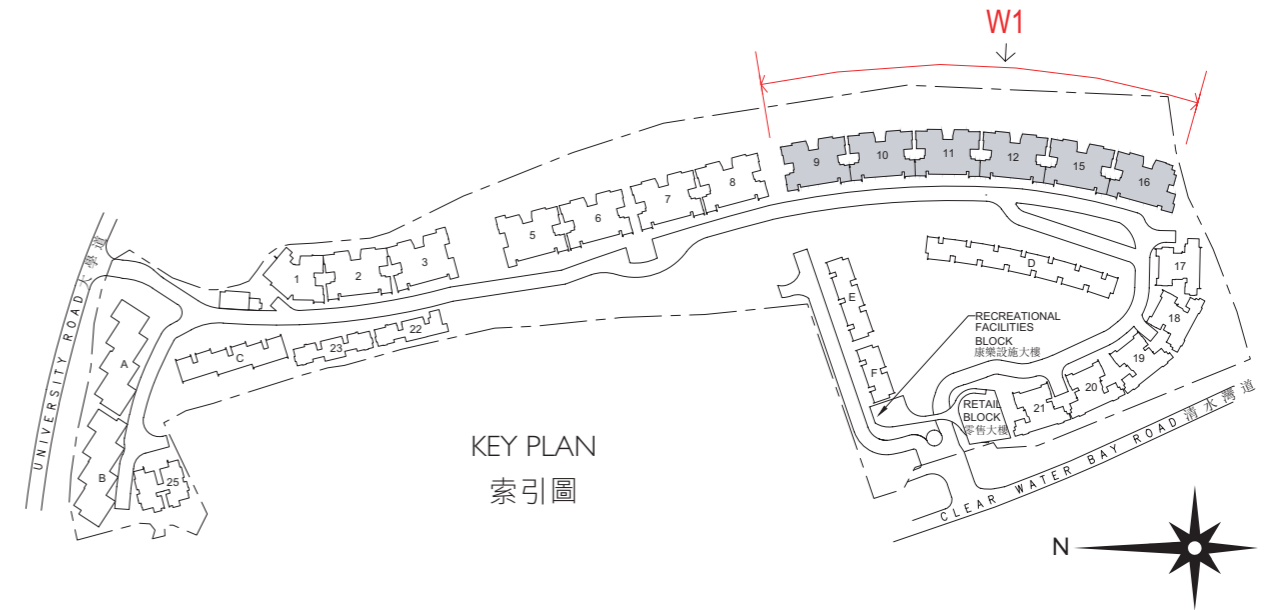 W1
9
10
11
12
15
16
8
7
6
5
3
2
1
17
18
19
20
21
D
E
F
RECREATIONAL
FACILITIES
BLOCK
康樂設施大樓
RETAIL
BLOCK
零售大樓
22
23
C
A
B
25
UNIVERSITY ROAD 大學道
CLEAR WATER BAY ROAD 清水灣道
KEY PLAN
索引圖
N